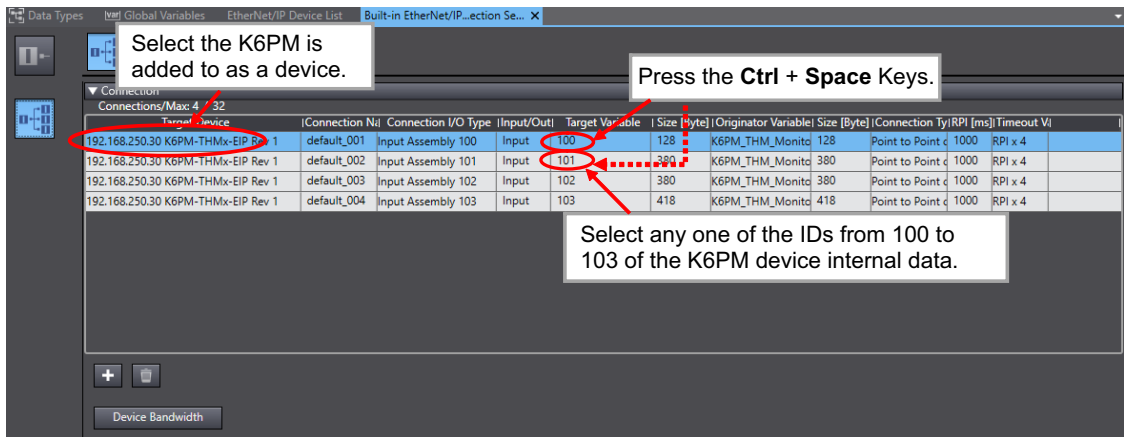 Data Types Global Variables EtherNet/IP Device List Built-in EtherNet/IP...ection Se... X
Select the K6PM is
added to as a device.
Press the Ctrl + Space Keys.
▼ Connection
Connections/Max: 4 / 32
Target Device |Connection Na| Connection I/O Type |Input/Out| Target Variable | Size [Byte] |Originator Variable| Size [Byte] |Connection Ty|RPI [ms]|Timeout V|
192.168.250.30 K6PM-THMx-EIP Rev 1 default_001 Input Assembly 100 Input 100 128 K6PM_THM_Monito 128 Point to Point c 1000 RPI x 4
192.168.250.30 K6PM-THMx-EIP Rev 1 default_002 Input Assembly 101 Input 101 380 K6PM_THM_Monito 380 Point to Point c 1000 RPI x 4
192.168.250.30 K6PM-THMx-EIP Rev 1 default_003 Input Assembly 102 Input 102 380 K6PM_THM_Monito 380 Point to Point c 1000 RPI x 4
192.168.250.30 K6PM-THMx-EIP Rev 1 default_004 Input Assembly 103 Input 103 418 K6PM_THM_Monito 418 Point to Point c 1000 RPI x 4
Select any one of the IDs from 100 to
103 of the K6PM device internal data.
+
Device Bandwidth